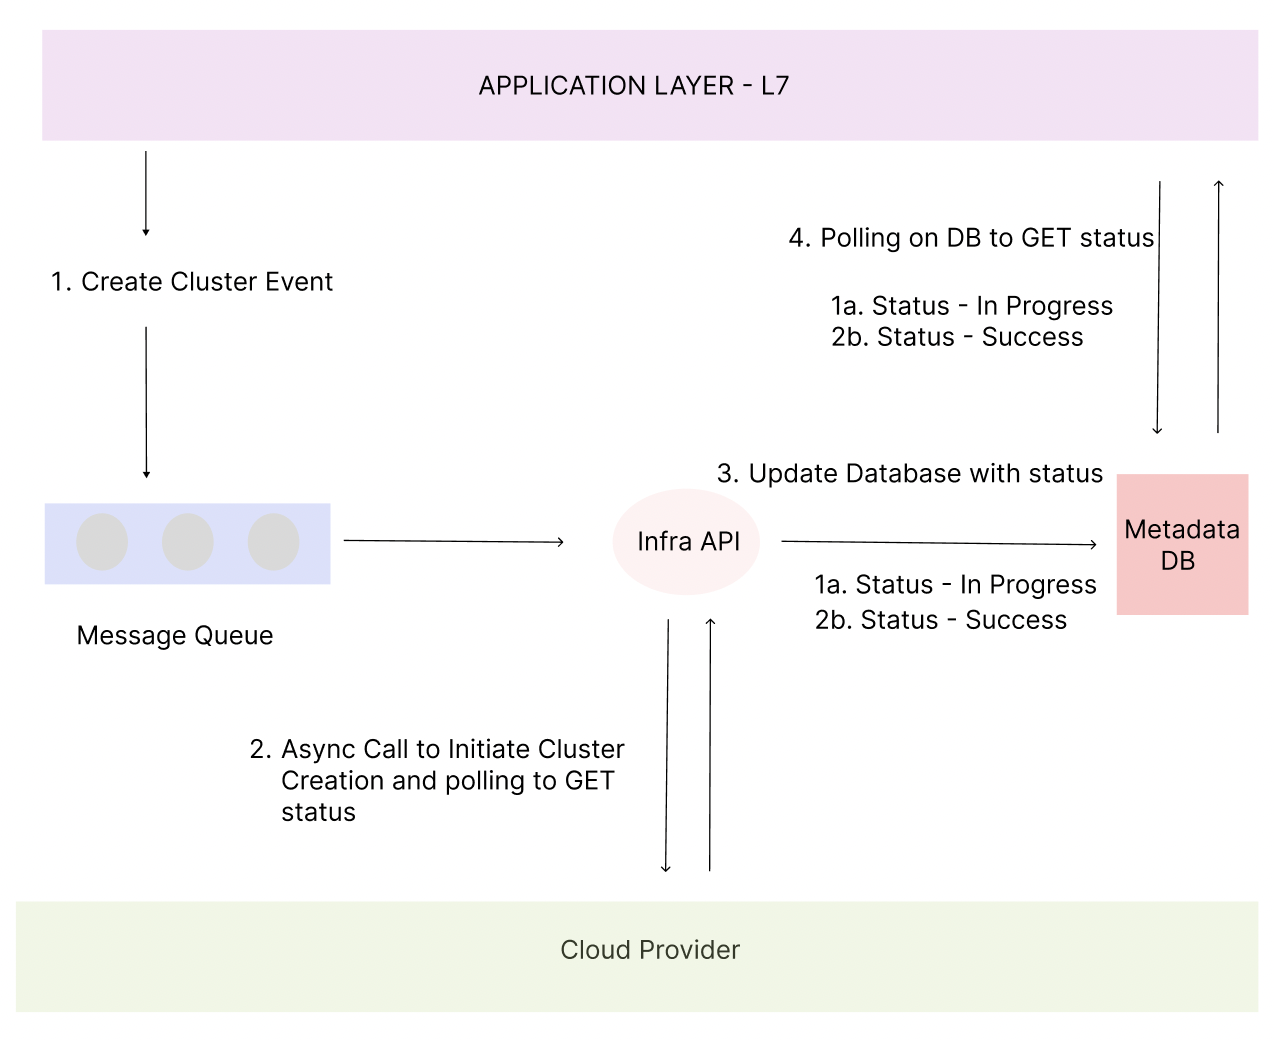 APPLICATION LAYER - L7
4. Polling on DB to GET status
1. Create Cluster Event
1a. Status - In Progress
2b. Status - Success
3. Update Database with status
Metadata
DB
Infra API
1a. Status - In Progress
2b. Status - Success
Message Queue
2. Async Call to Initiate Cluster
Creation and polling to GET
status
Cloud Provider